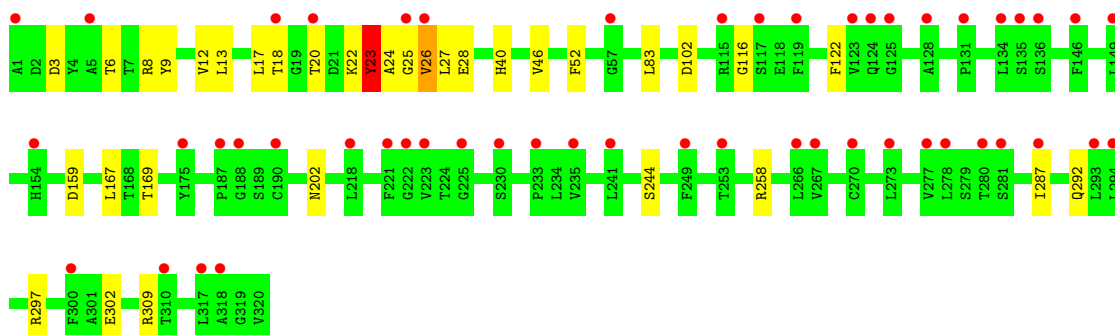 A1 D2 D3 Y4 A5 T6 T7 R8 Y9 V12 L13 L17 T18 G19 T20 D21 K22 Y23 A24 G25 V26 L27 E28 H40 V46 F52 G57 L83 D102 R115 G116 S117 E118 F119 F122 V123 Q124 G125 A128 P131 L134 S135 S136 F146
H154 D159 L167 T168 T169 Y175 P187 G188 S189 C190 N202 L218 F221 G222 V223 T224 G225 S230 P233 L234 V235 L241 S244 F249 T253 R258 L266 V267 C270 L273 V277 L278 S279 T280 S281 I287 Q292 L293
R297 F300 A301 E302 R309 T310 L317 A318 G319 V320